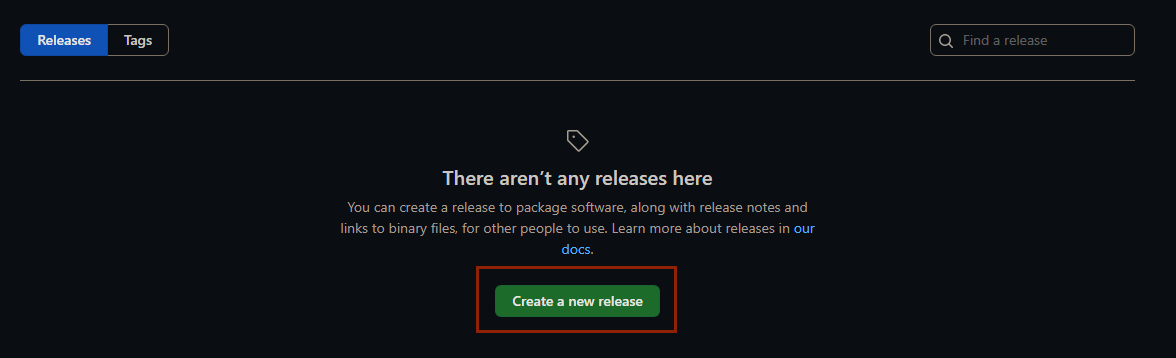 Releases Tags Find a release
There aren’t any releases here
You can create a release to package software, along with release notes and
links to binary files, for other people to use. Learn more about releases in our
docs.
Create a new release